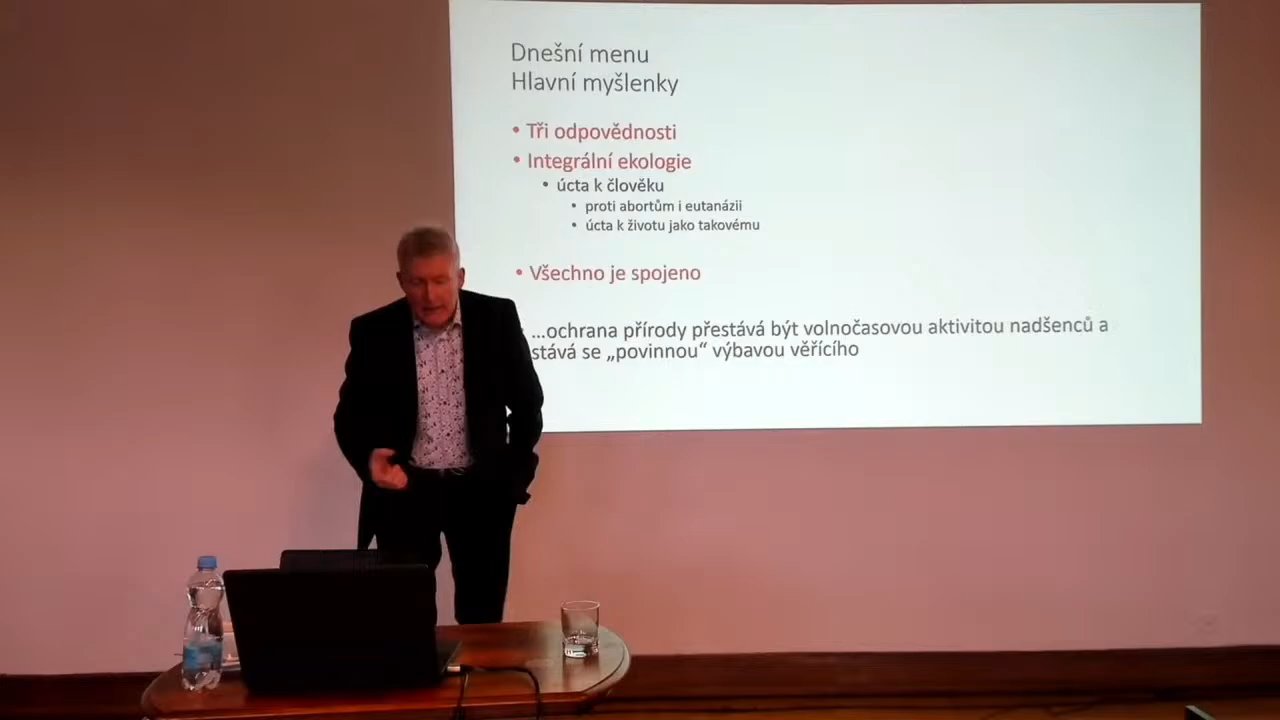 Dnešní menu
Hlavní myšlenky
• Tři odpovědnosti
• Integrální ekologie
• úcta k člověku
• proti abortům i eutanázii
• úcta k životu jako takovému
• Všechno je spojeno
...ochrana přírody přestává být volnočasovou aktivitou nadšenců a
stává se „povinnou“ výbavou věřícího